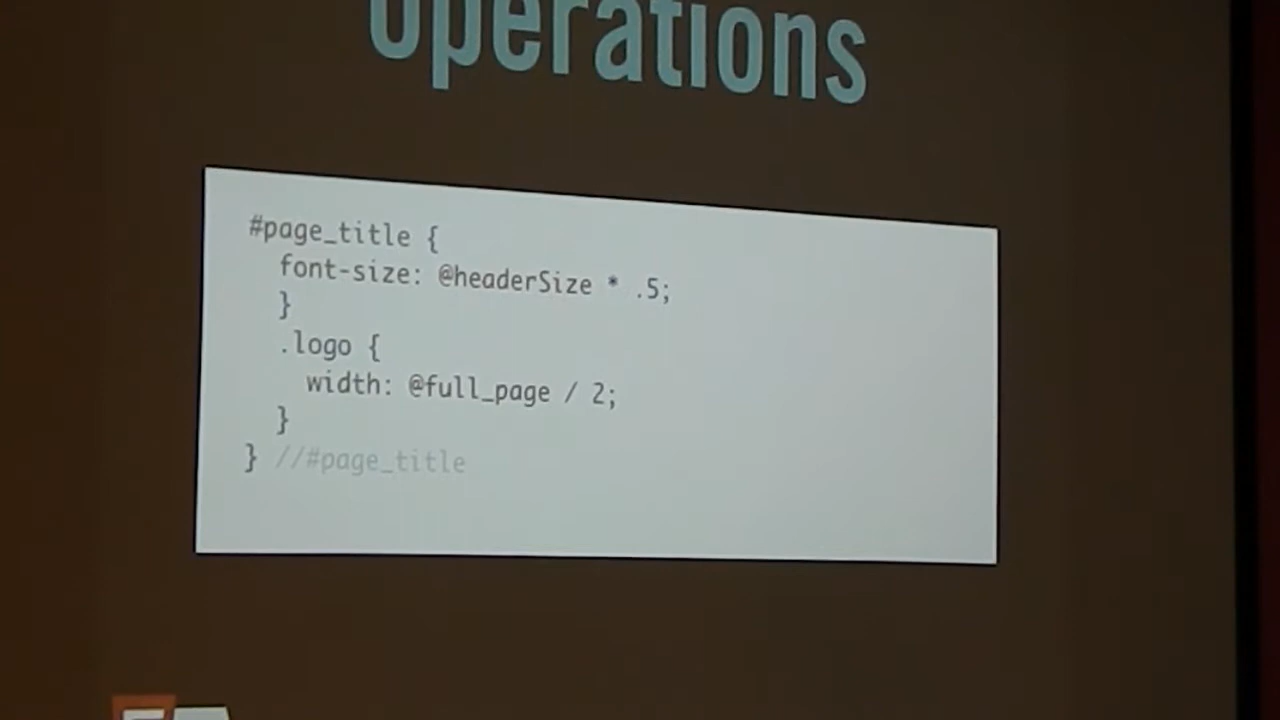 Operations
#page_title {
font-size: @headerSize * .5;
}
.logo {
width: @full_page / 2;
}
} //#page_title